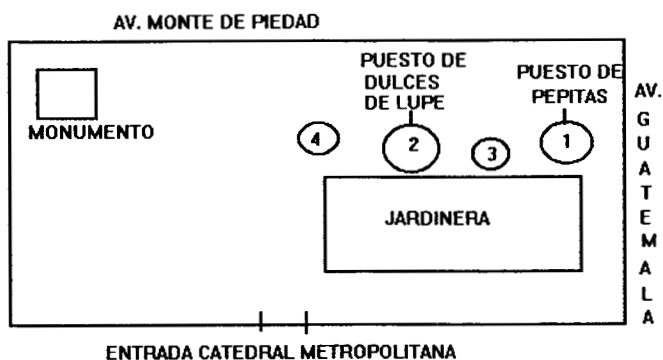 AV. MONTE DE PIEDAD
PUESTO DE
DULCES
DE LUPE
PUESTO DE
PEPITAS
MONUMENTO
4
2
3
1
JARDINERA
AV.
G
U
A
T
E
M
A
L
A
ENTRADA CATEDRAL METROPOLITANA